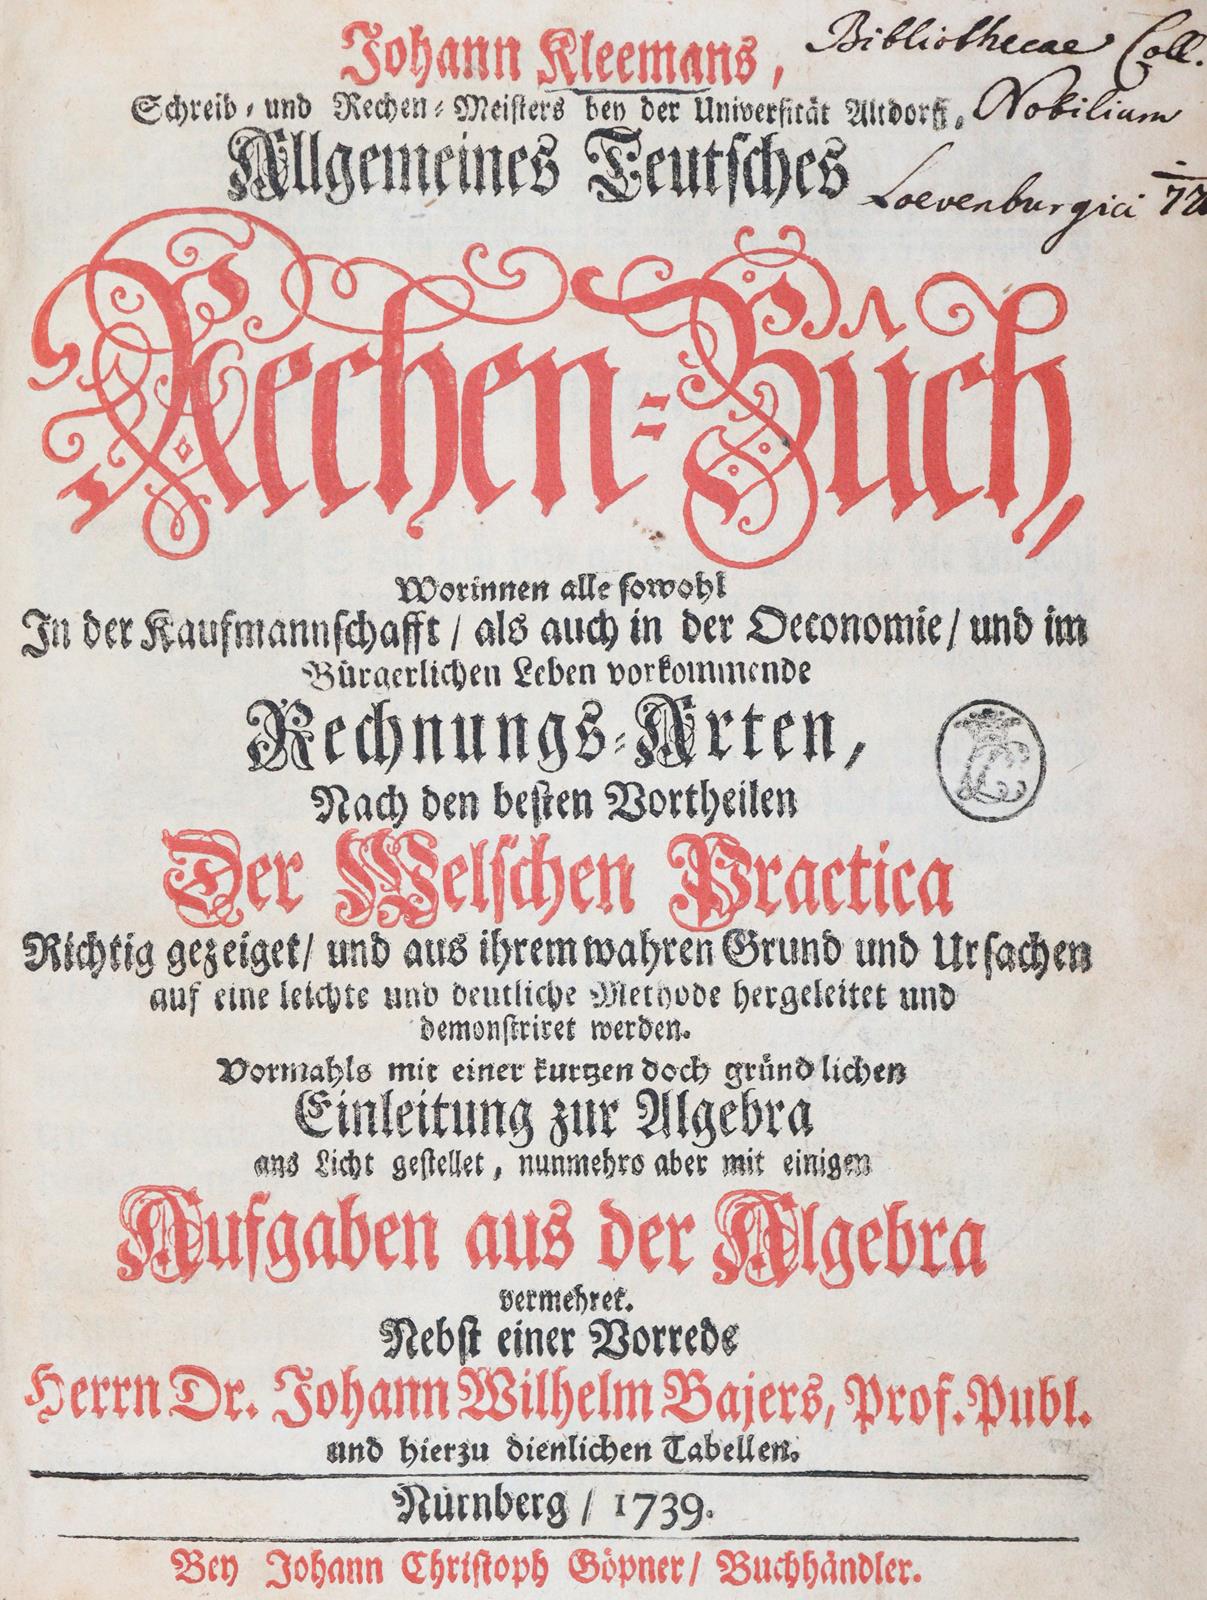 Johann Kleemans,
Schreib- und Rechen-Meisters bey der Universität Altdorff,
Allgemeines Teutsches
Bibliothecae Coll.
Nobilium
Loevenburgici
Rechen-Buch,
Worinnen alle sowohl
In der Kaufmannschafft / als auch in der Oeconomie / und im
Bürgerlichen Leben vorkommende
Rechnungs-Arten,
Nach den besten Vortheilen
Der Welschen Practica
Richtig gezeiget / und aus ihrem wahren Grund und Ursachen
auf eine leichte und deutliche Methode hergeleitet und
demonstriret werden.
Vormahls mit einer kurtzen doch gründlichen
Einleitung zur Algebra
ans Licht gestellet, nunmehro aber mit einigen
Aufgaben aus der Algebra
vermehret.
Nebst einer Vorrede
Herrn Dr. Johann Wilhelm Bajers, Prof. Publ.
und hierzu dienlichen Tabellen.
Nürnberg / 1739.
Bey Johann Christoph Göpner / Buchhändler.